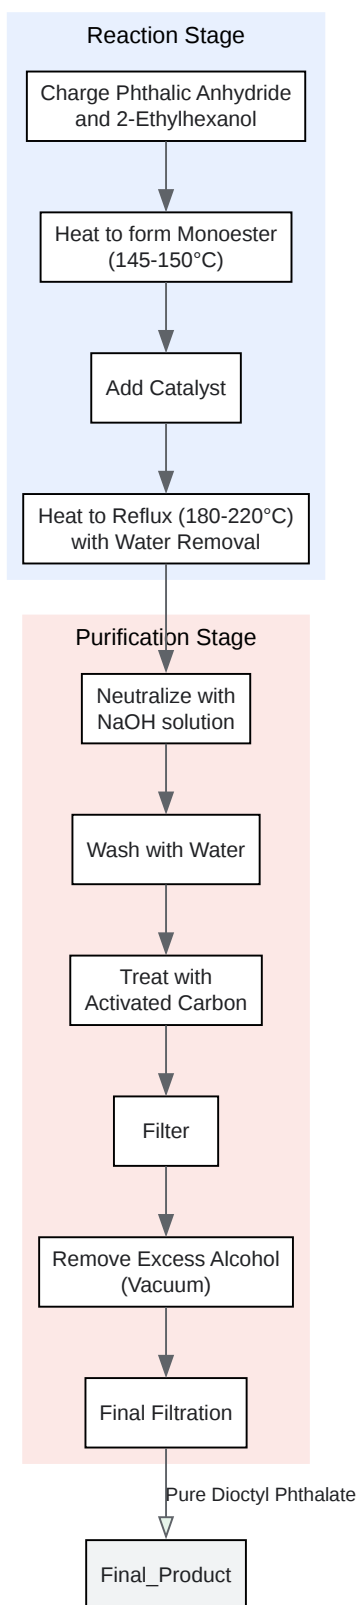 Reaction Stage
Charge Phthalic Anhydride
and 2-Ethylhexanol
Heat to form Monoester
(145-150°C)
Add Catalyst
Heat to Reflux (180-220°C)
with Water Removal
Purification Stage
Neutralize with
NaOH solution
Wash with Water
Treat with
Activated Carbon
Filter
Remove Excess Alcohol
(Vacuum)
Final Filtration
Pure Dioctyl Phthalate
Final_Product